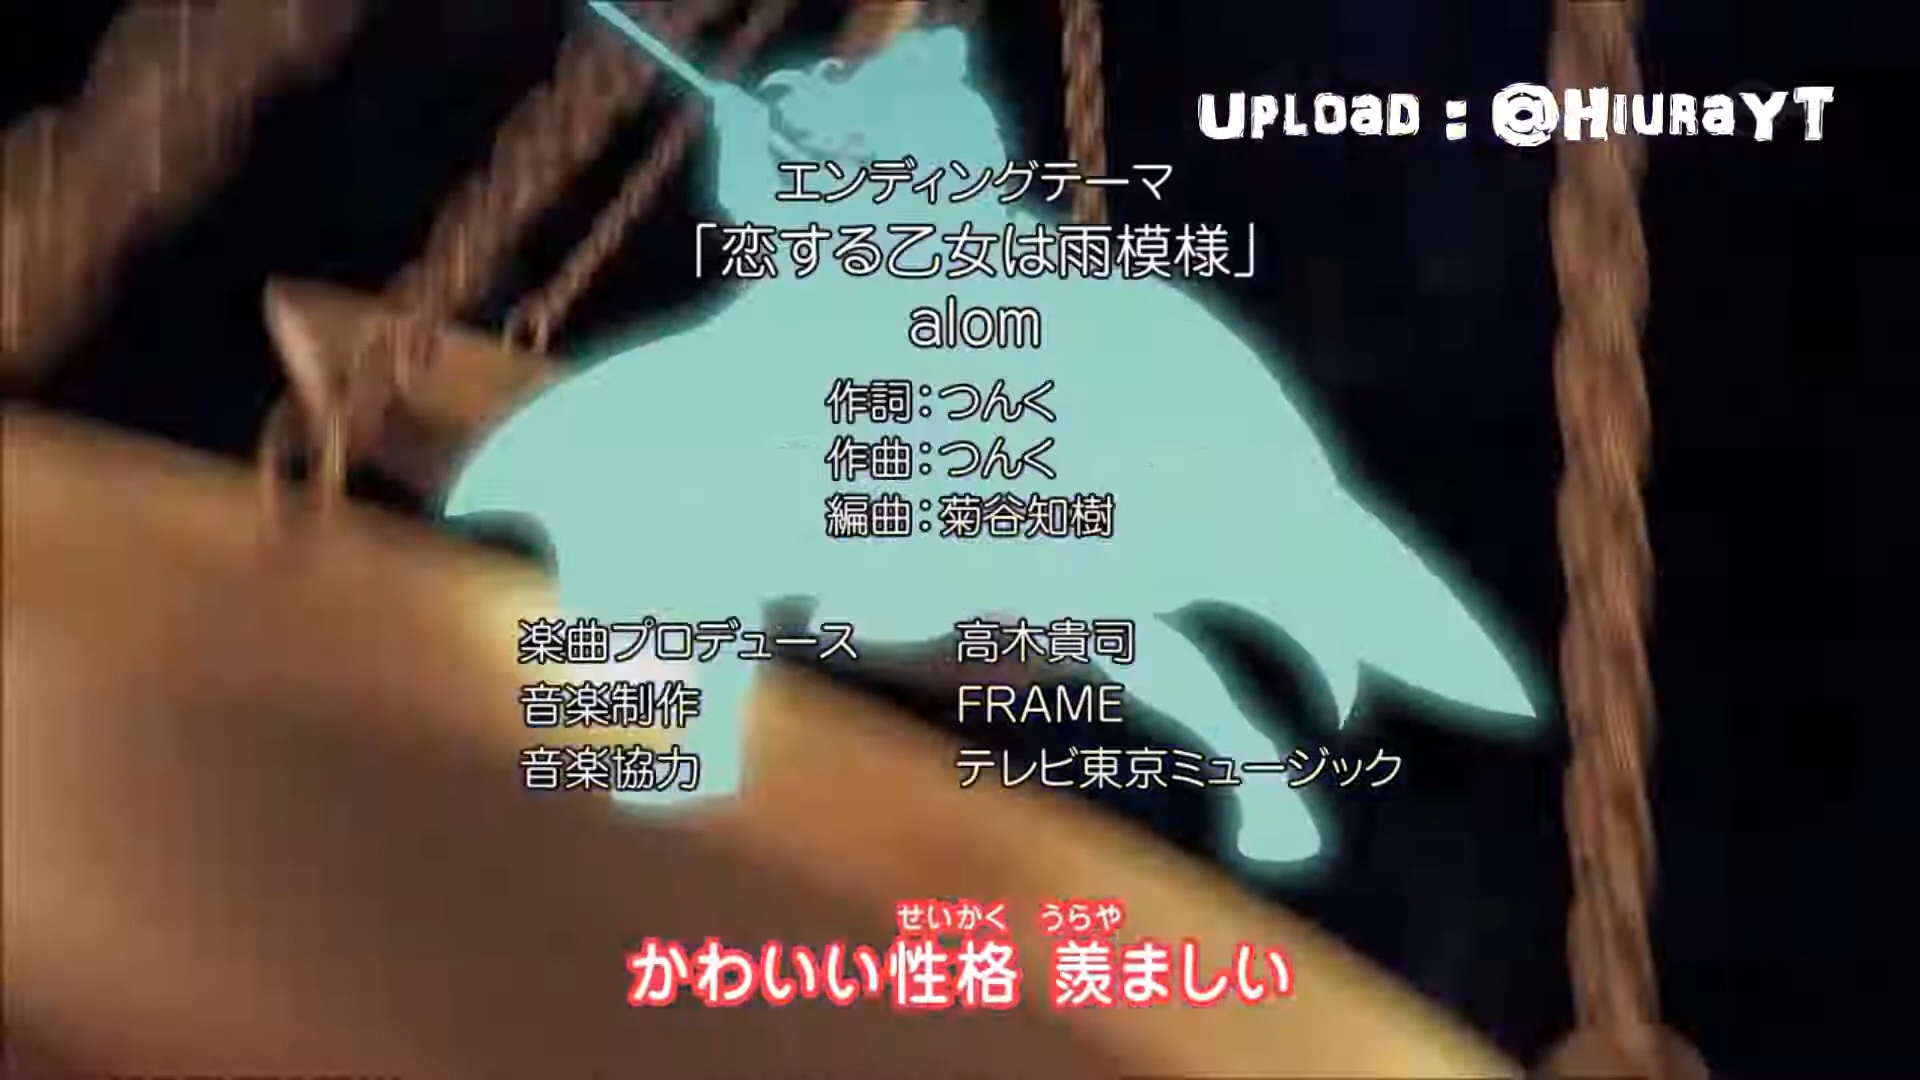 UPLOAD : @HIURAYT
エンディングテーマ
「恋する乙女は雨模様」
alom
作詞：つんく
作曲：つんく
編曲：菊谷知樹
楽曲プロデュース 高木貴司
音楽制作 FRAME
音楽協力 テレビ東京ミュージック
せいかく うらや
かわいい性格 羨ましい